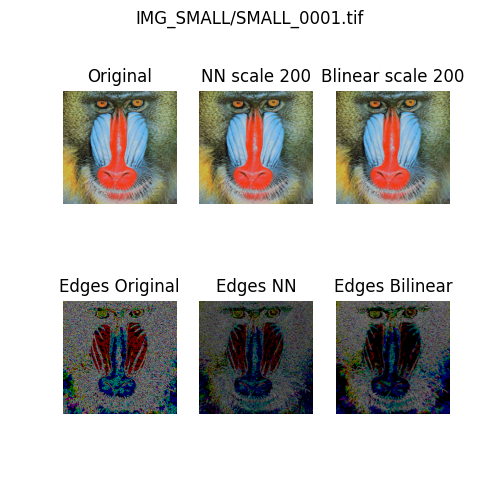 IMG_SMALL/SMALL_0001.tif
Original
NN scale 200
Blinear scale 200
Edges Original
Edges NN
Edges Bilinear